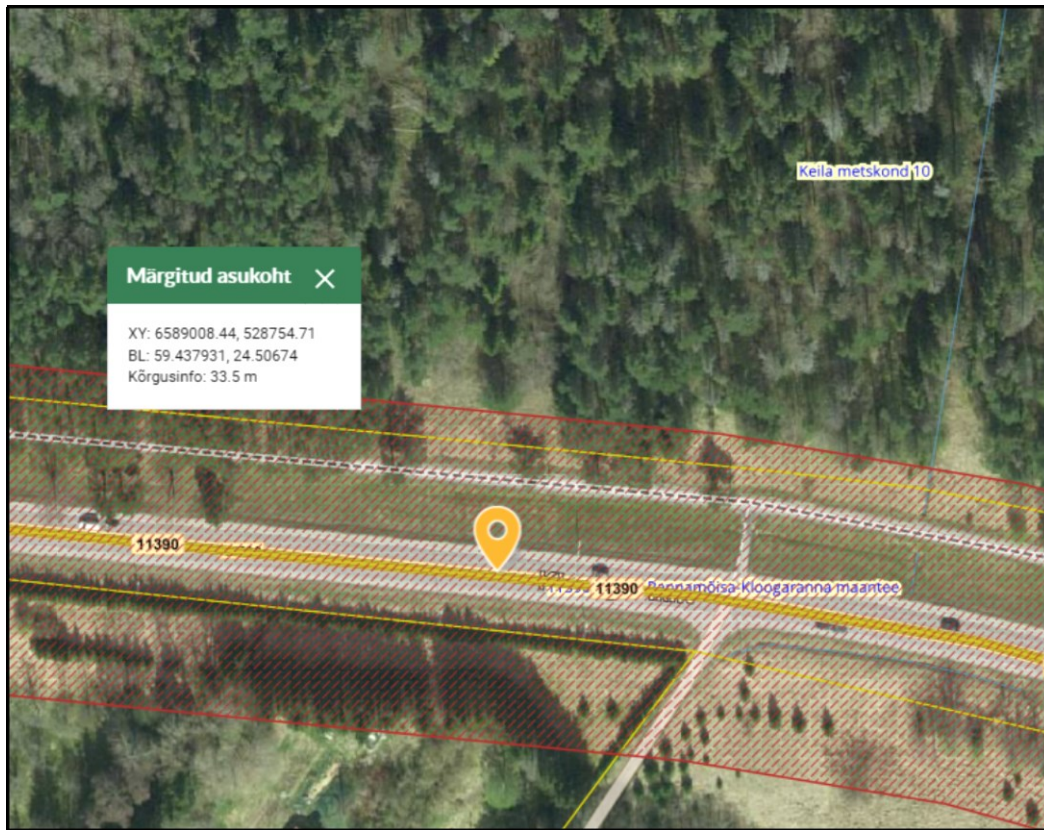 Keila metskond 10
Märgitud asukoht
XY: 6589008.44, 528754.71
BL: 59.437931, 24.50674
Kõrgusinfo: 33.5 m
11390
11390
Rannamõisa-Kloogaranna maantee